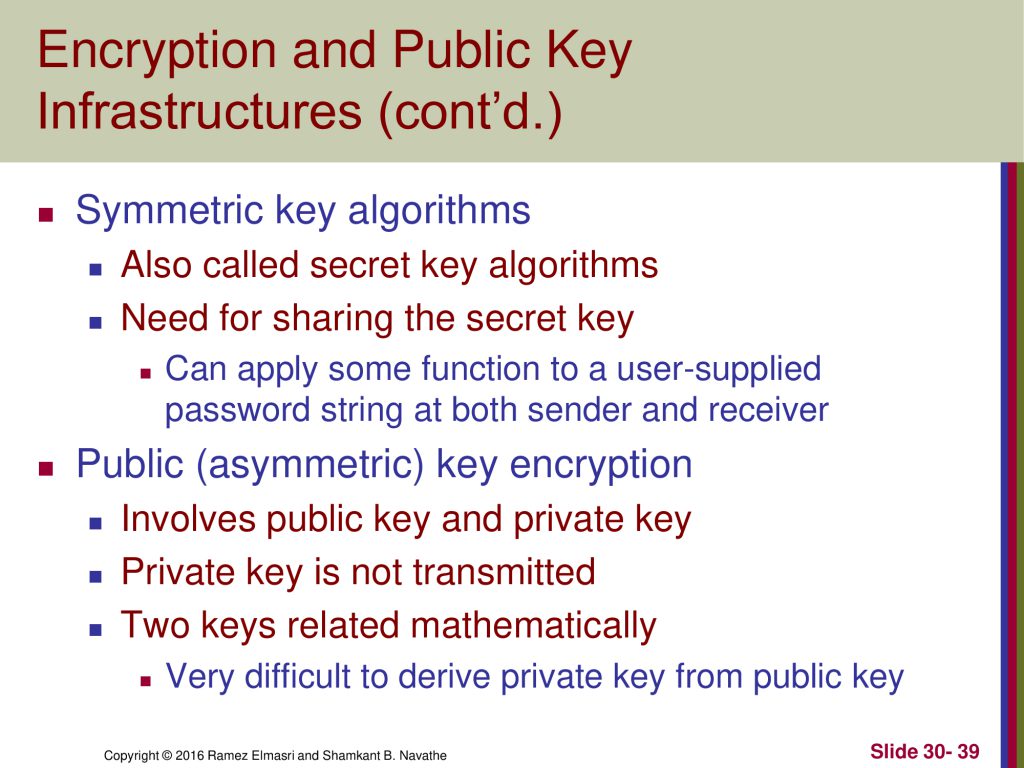 Encryption and Public Key
Infrastructures (cont’d.)
Symmetric key algorithms
Also called secret key algorithms
Need for sharing the secret key
Can apply some function to a user-supplied
password string at both sender and receiver
Public (asymmetric) key encryption
Involves public key and private key
Private key is not transmitted
Two keys related mathematically
Very difficult to derive private key from public key
Copyright © 2016 Ramez Elmasri and Shamkant B. Navathe
Slide 30- 39